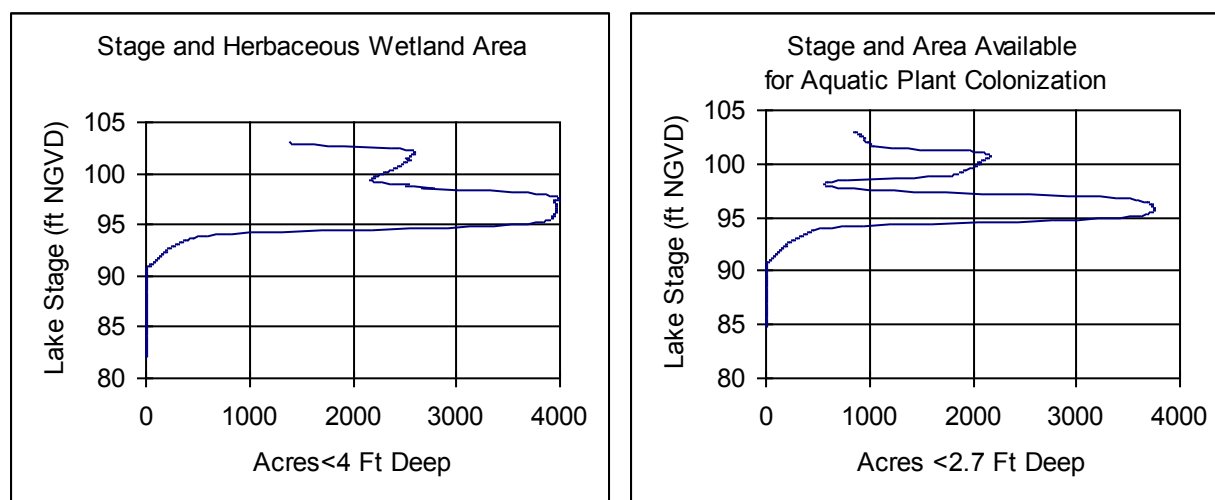 Stage and Herbaceous Wetland Area
Lake Stage (ft NGVD)
105
100
95
90
85
80
0 1000 2000 3000 4000
Acres<4 Ft Deep
Stage and Area Available
for Aquatic Plant Colonization
Lake Stage (ft NGVD)
105
100
95
90
85
80
0 1000 2000 3000 4000
Acres <2.7 Ft Deep